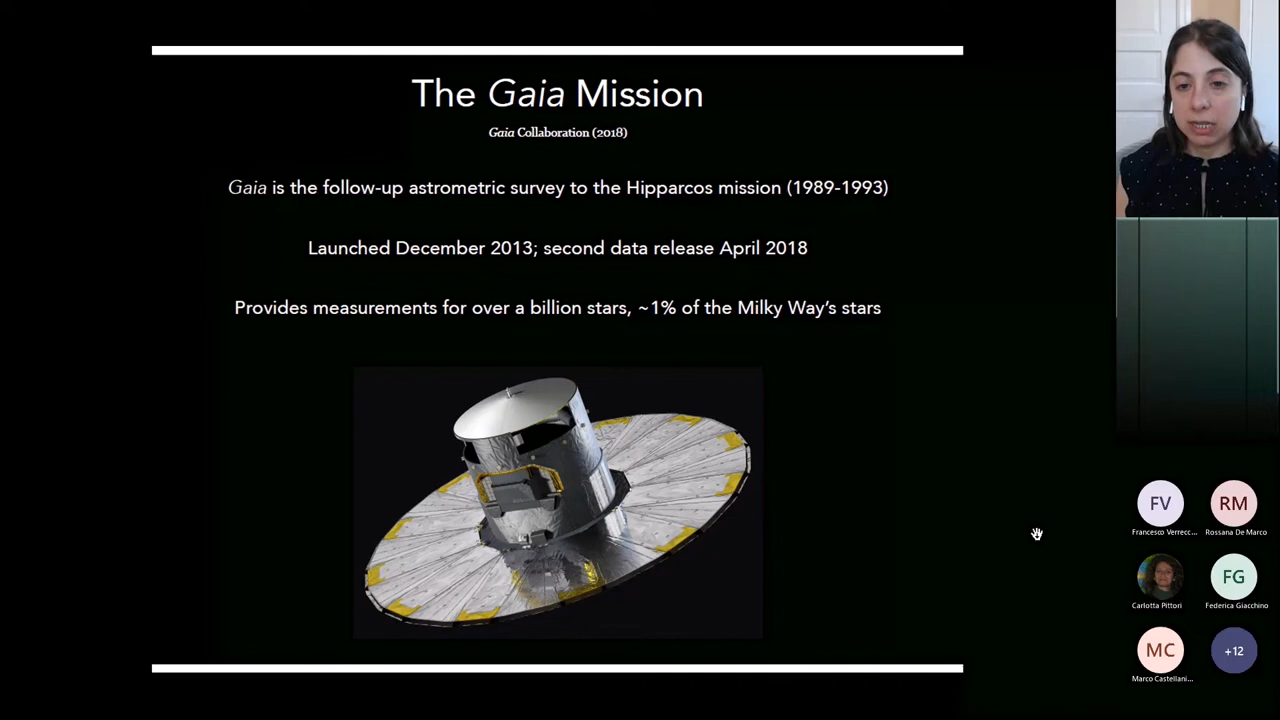 The Gaia Mission
Gaia Collaboration (2018)
Gaia is the follow-up astrometric survey to the Hipparcos mission (1989-1993)
Launched December 2013; second data release April 2018
Provides measurements for over a billion stars, ~1% of the Milky Way's stars
FV
RM
Francesco Verrecc...
Rossana De Marco
FG
Carlotta Pittori
Federica Giacchino
MC
+12
Marco Castellani...